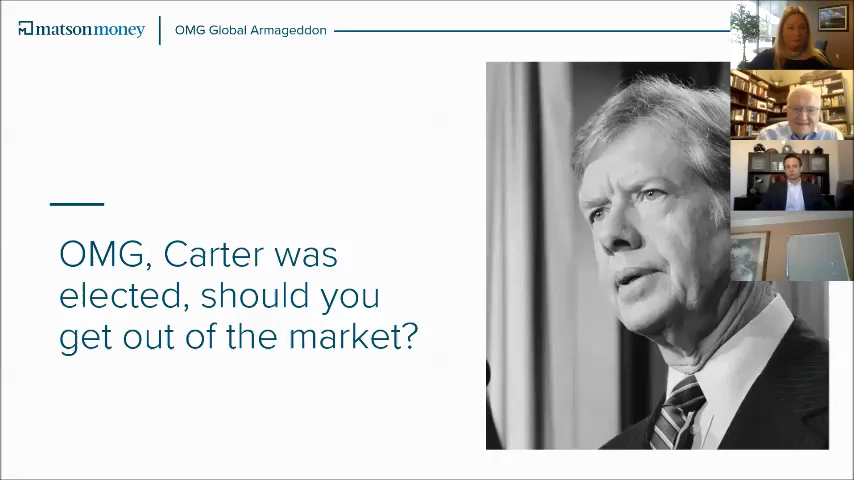 matsonmoney
OMG Global Armageddon
OMG, Carter was
elected, should you
get out of the market?